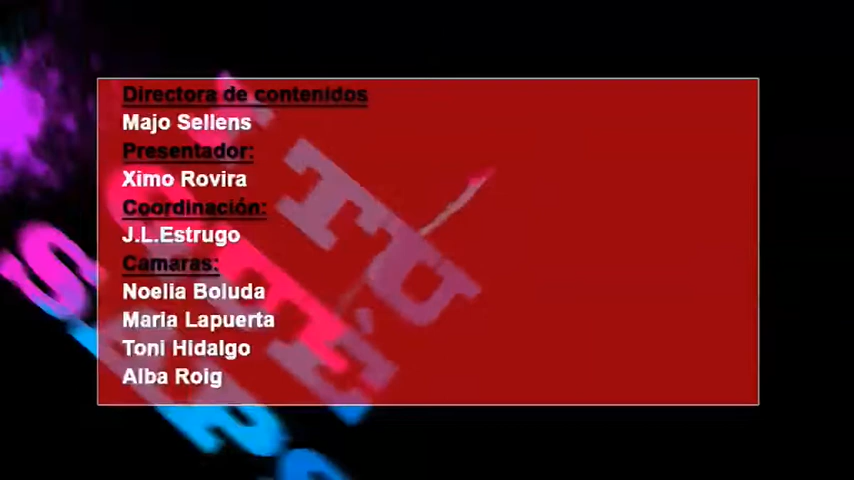 Directora de contenidos
Majo Sellens
Presentador:
Ximo Rovira
Coordinación:
J.L.Estrugo
Camaras:
Noelia Boluda
Maria Lapuerta
Toni Hidalgo
Alba Roig
TU